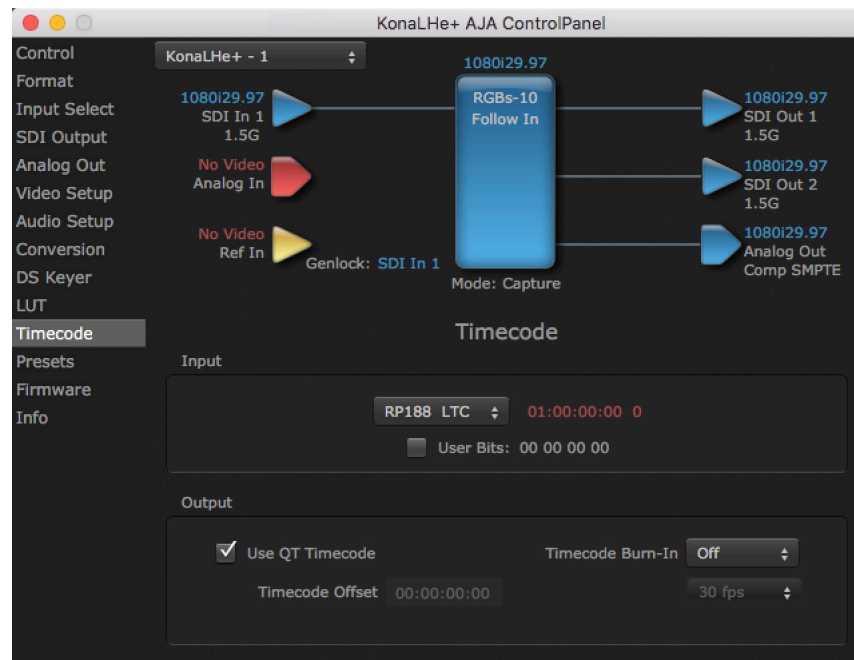 KonaLHe+ AJA ControlPanel
Control
Format
Input Select
SDI Output
Analog Out
Video Setup
Audio Setup
Conversion
DS Keyer
LUT
Timecode
Presets
Firmware
Info
KonaLHe+ - 1
1080i29.97
SDI In 1
1.5G
No Video
Analog In
No Video
Ref In
Genlock: SDI In 1
1080i29.97
RGBs-10
Follow In
Mode: Capture
1080i29.97
SDI Out 1
1.5G
1080i29.97
SDI Out 2
1.5G
1080i29.97
Analog Out
Comp SMPTE
Timecode
Input
RP188 LTC 01:00:00:00 0
User Bits: 00 00 00 00
Output
Use QT Timecode
Timecode Burn-In Off
Timecode Offset 00:00:00:00
30 fps